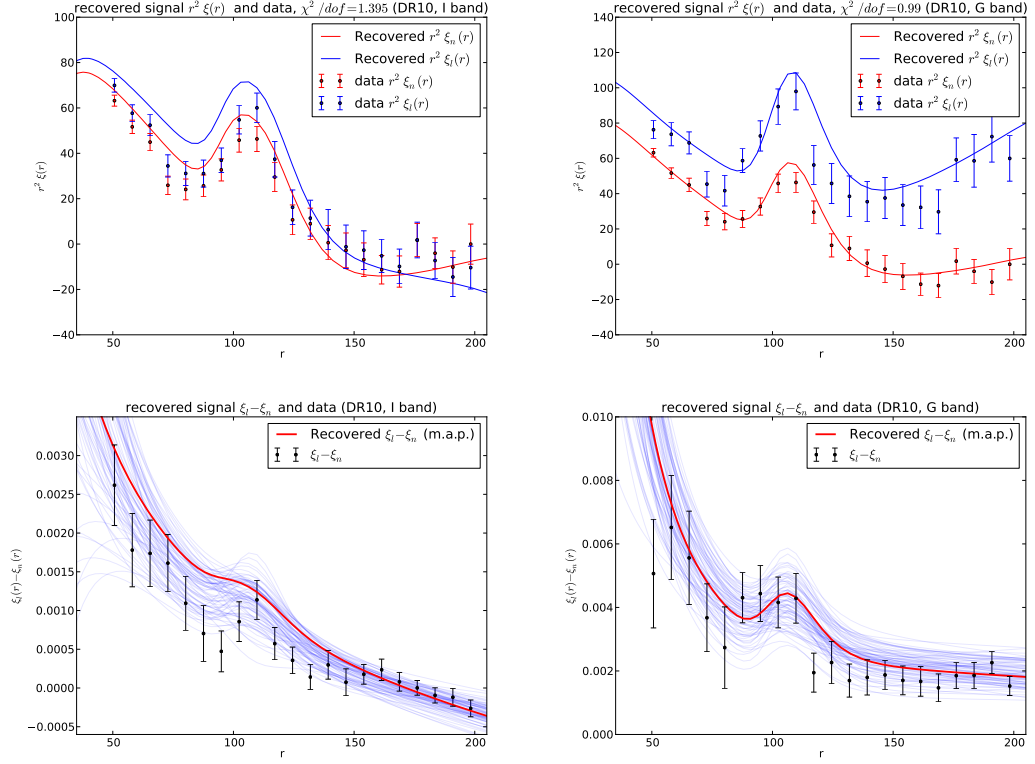 recovered signal r² ξ(r) and data, χ²/dof=1.395 (DR10, I band)
100
80
60
40
20
0
−20
−40
r² ξ(r)
50
100
150
200
r
Recovered r² ξₙ(r)
Recovered r² ξₗ(r)
data r² ξₙ(r)
data r² ξₗ(r)
recovered signal r² ξ(r) and data, χ²/dof=0.99 (DR10, G band)
140
120
100
80
60
40
20
0
−20
−40
r² ξ(r)
50
100
150
200
r
Recovered r² ξₙ(r)
Recovered r² ξₗ(r)
data r² ξₙ(r)
data r² ξₗ(r)
recovered signal ξₗ−ξₙ and data (DR10, I band)
0.0030
0.0025
0.0020
0.0015
0.0010
0.0005
0.0000
−0.0005
ξₗ(r)−ξₙ(r)
50
100
150
200
r
Recovered ξₗ−ξₙ (m.a.p.)
ξₗ−ξₙ
recovered signal ξₗ−ξₙ and data (DR10, G band)
0.010
0.008
0.006
0.004
0.002
0.000
ξₗ(r)−ξₙ(r)
50
100
150
200
r
Recovered ξₗ−ξₙ (m.a.p.)
ξₗ−ξₙ